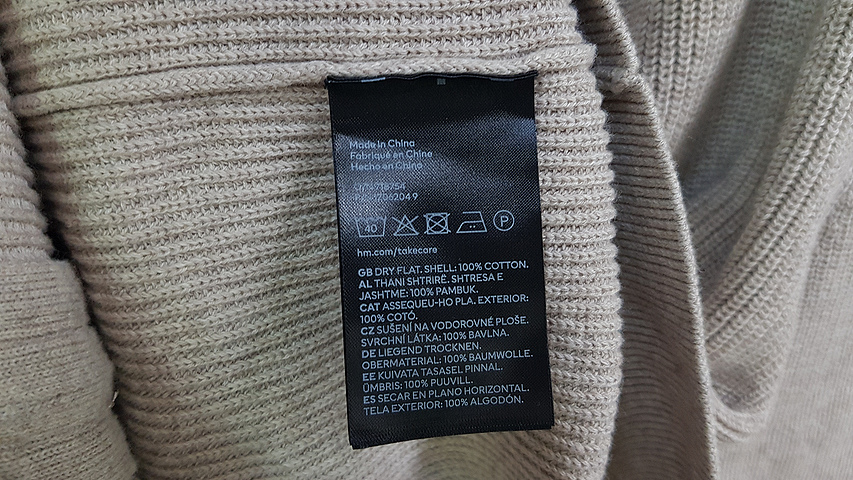 Made in China
Fabriqué en China
Hecho en China
40 P
hm.com/takecare
GB DRY FLAT. SHELL: 100% COTTON.
AL THANI SHTRIRË. SHTRESA E
JASHTME: 100% PAMBUK.
CAT ASSEQUEU-HO PLA. EXTERIOR:
100% COTÓ.
CZ SUŠENÍ NA VODOROVNÉ PLOŠE.
SVRCHNÍ LÁTKA: 100% BAVLNA.
DE LIEGEND TROCKNEN.
OBERMATERIAL: 100% BAUMWOLLE.
EE KUIVATA TASASEL PINNAL.
ÜMBRIS: 100% PUUVILL.
ES SECAR EN PLANO HORIZONTAL.
TELA EXTERIOR: 100% ALGODÓN.